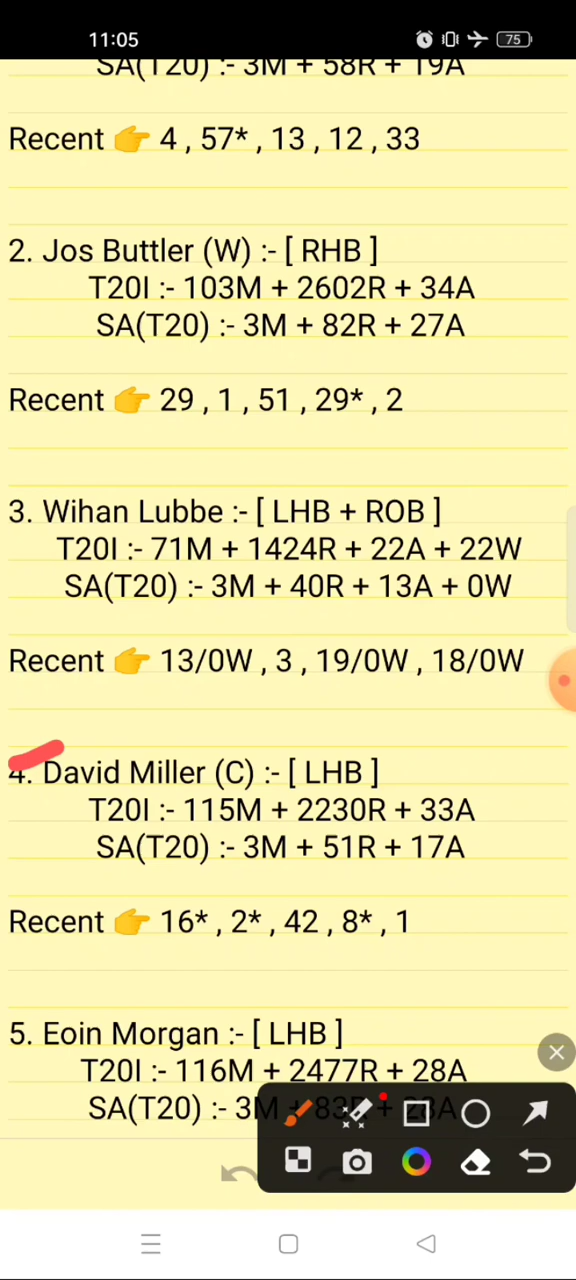 11:05
75
SA(T20) :- 3M + 58R + 19A
Recent 👉 4 , 57* , 13 , 12 , 33
2. Jos Buttler (W) :- [ RHB ]
T20I :- 103M + 2602R + 34A
SA(T20) :- 3M + 82R + 27A
Recent 👉 29 , 1 , 51 , 29* , 2
3. Wihan Lubbe :- [ LHB + ROB ]
T20I :- 71M + 1424R + 22A + 22W
SA(T20) :- 3M + 40R + 13A + 0W
Recent 👉 13/0W , 3 , 19/0W , 18/0W
4. David Miller (C) :- [ LHB ]
T20I :- 115M + 2230R + 33A
SA(T20) :- 3M + 51R + 17A
Recent 👉 16* , 2* , 42 , 8* , 1
5. Eoin Morgan :- [ LHB ]
T20I :- 116M + 2477R + 28A
SA(T20) :- 3M + 83R + 28A